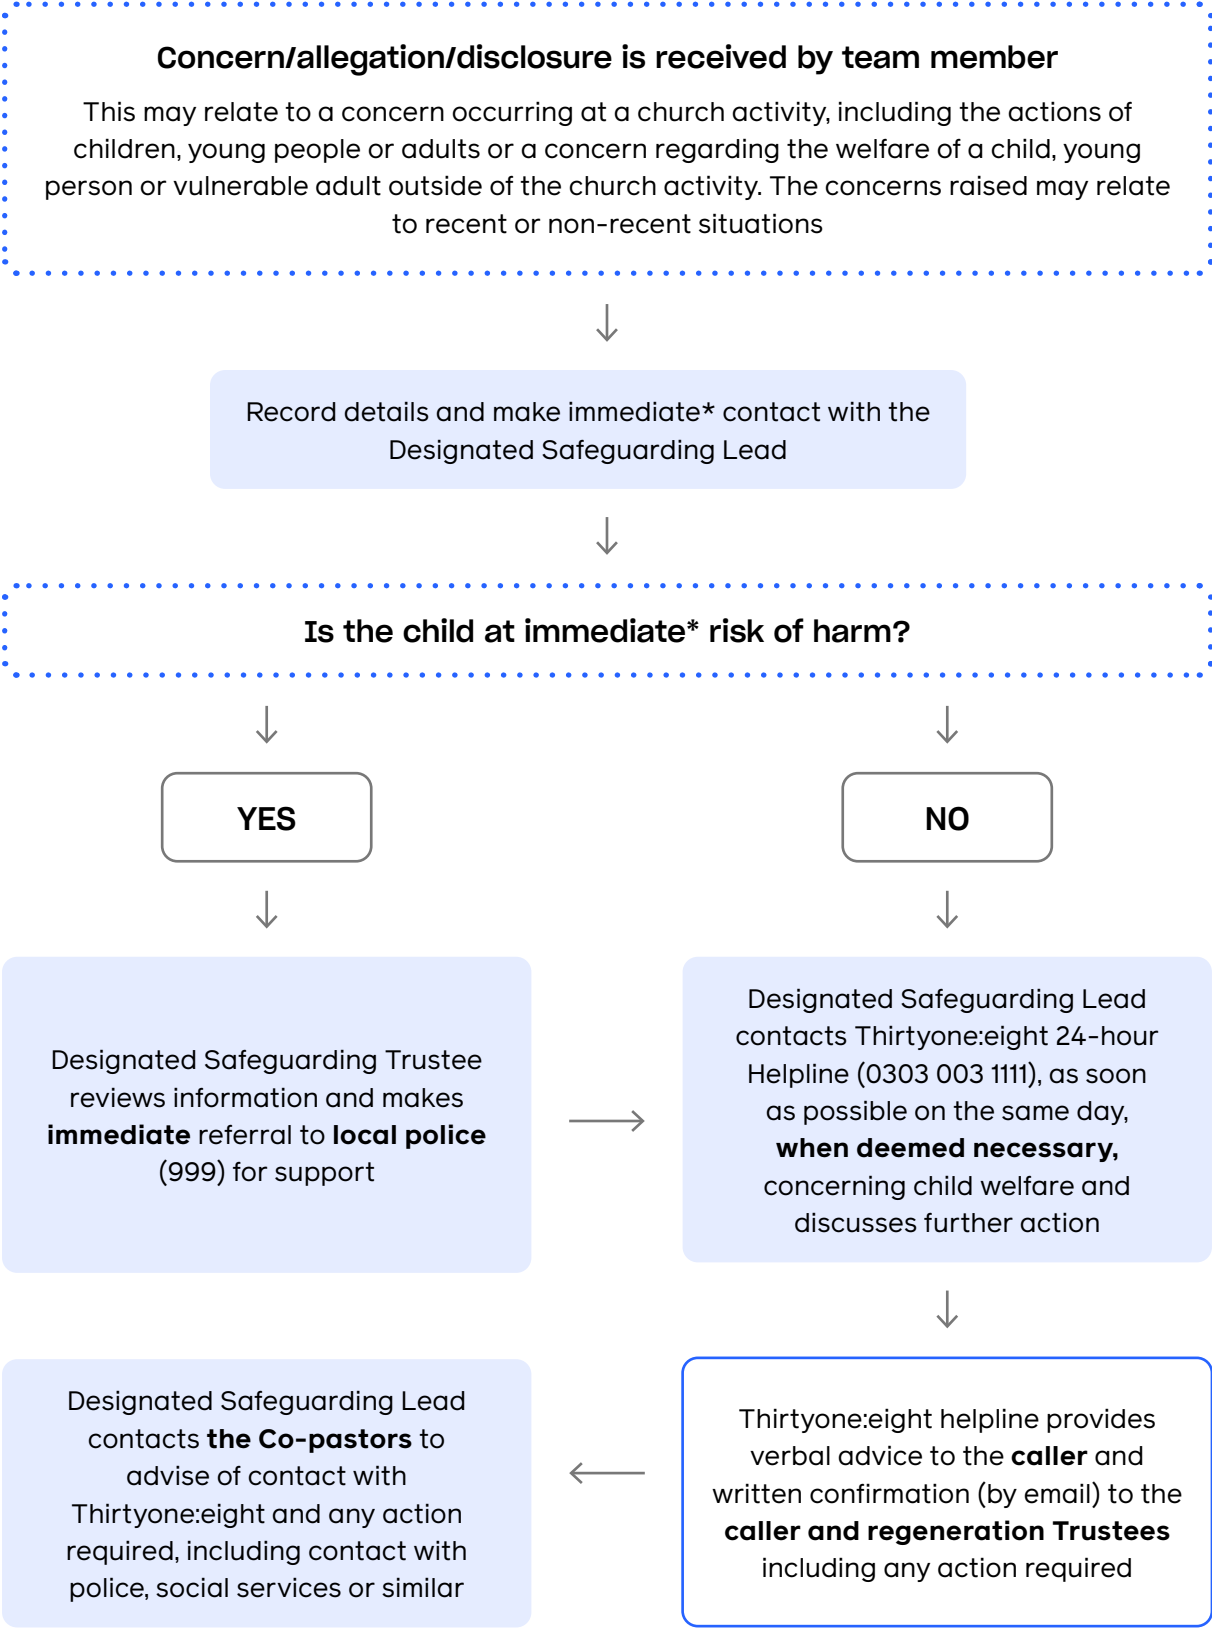 Concern/allegation/disclosure is received by team member
This may relate to a concern occurring at a church activity, including the actions of
children, young people or adults or a concern regarding the welfare of a child, young
person or vulnerable adult outside of the church activity. The concerns raised may relate
to recent or non-recent situations
Record details and make immediate* contact with the
Designated Safeguarding Lead
Is the child at immediate* risk of harm?
YES
NO
Designated Safeguarding Trustee
reviews information and makes
immediate referral to local police
(999) for support
Designated Safeguarding Lead
contacts Thirtyone:eight 24-hour
Helpline (0303 003 1111), as soon
as possible on the same day,
when deemed necessary,
concerning child welfare and
discusses further action
Designated Safeguarding Lead
contacts the Co-pastors to
advise of contact with
Thirtyone:eight and any action
required, including contact with
police, social services or similar
Thirtyone:eight helpline provides
verbal advice to the caller and
written confirmation (by email) to the
caller and regeneration Trustees
including any action required